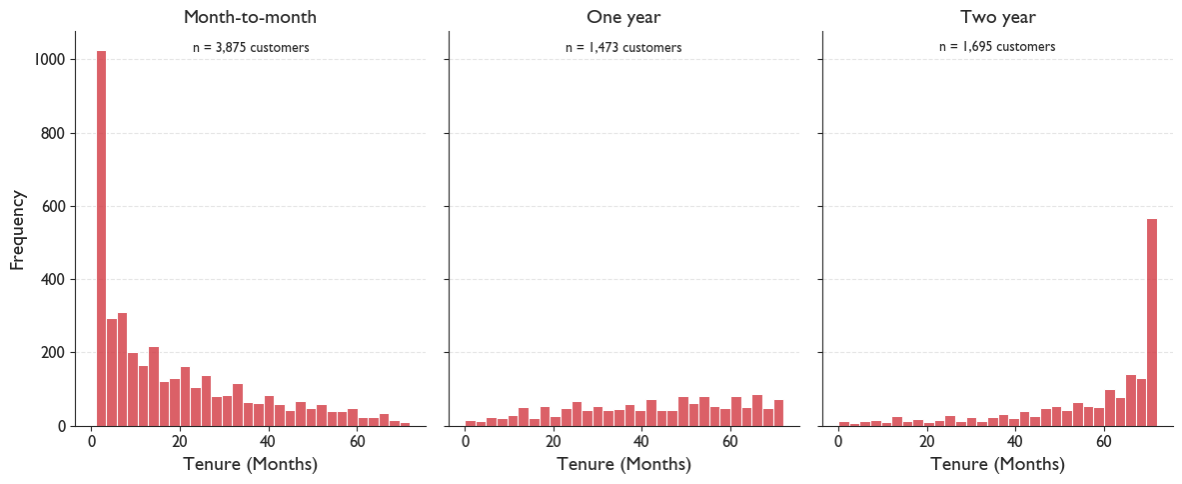 Month-to-month
One year
Two year
n = 3,875 customers
n = 1,473 customers
n = 1,695 customers
Frequency
1000
800
600
400
200
0
0 20 40 60
0 20 40 60
0 20 40 60
Tenure (Months)
Tenure (Months)
Tenure (Months)